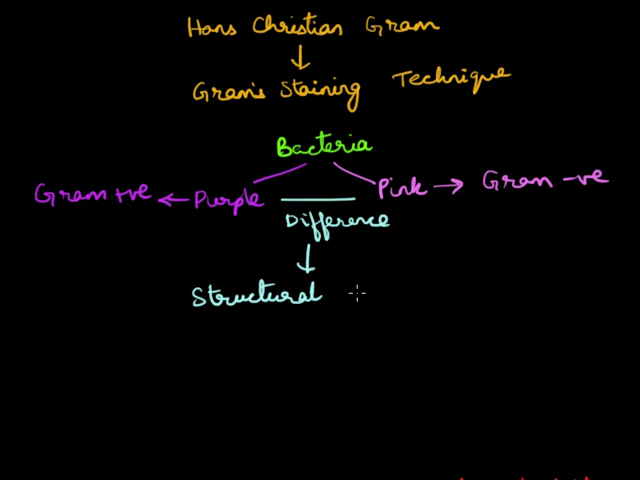 Hans Christian Gram
↓
Gram's Staining Technique
Bacteria
Gram +ve ← Purple Pink → Gram -ve
Difference
↓
Structural